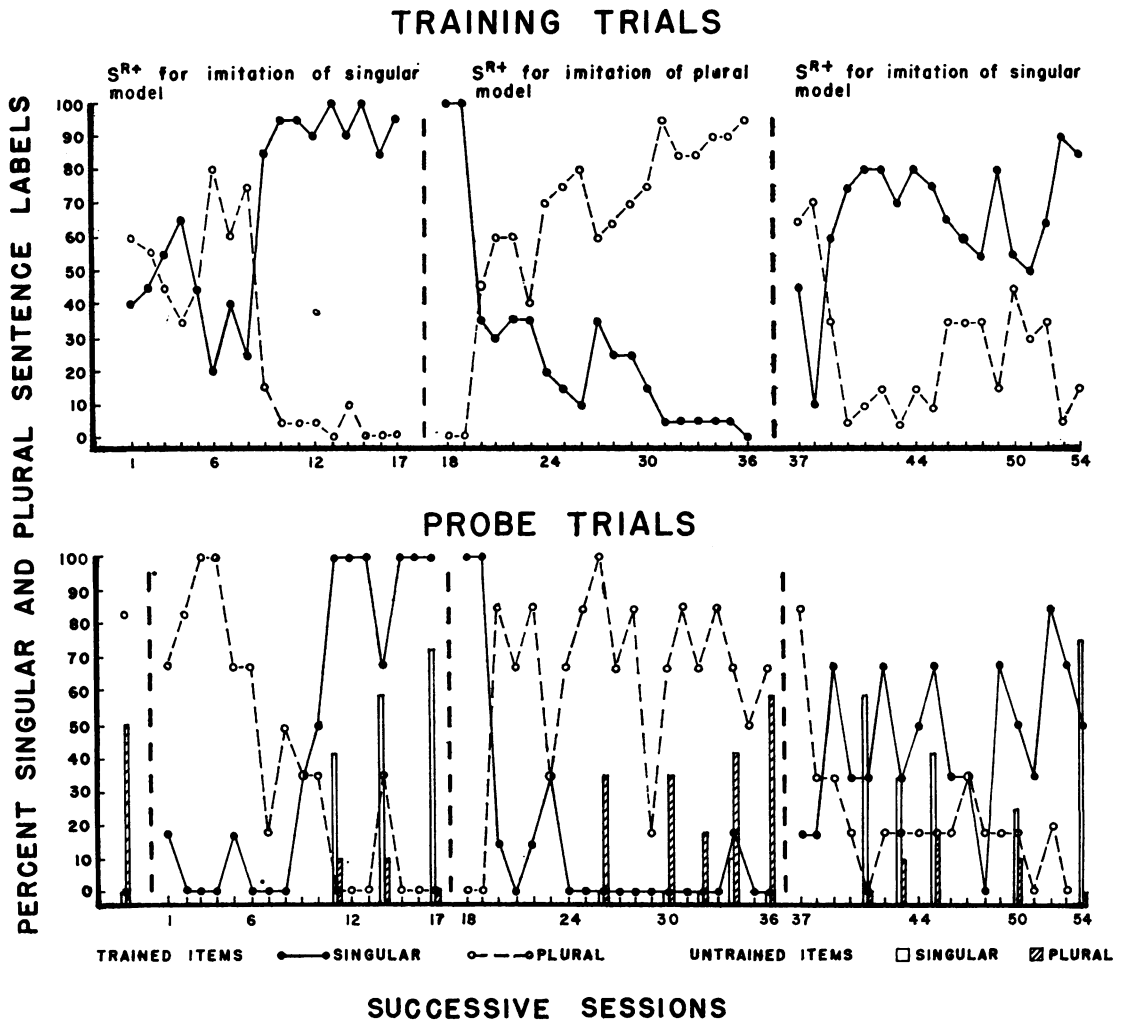 TRAINING TRIALS
S^R+ for imitation of singular model
S^R+ for imitation of plural model
S^R+ for imitation of singular model
PERCENT SINGULAR AND PLURAL SENTENCE LABELS
100
90
80
70
60
50
40
30
20
10
0
1 6 12 17 18 24 30 36 37 44 50 54
PROBE TRIALS
100
90
80
70
60
50
40
30
20
10
0
1 6 12 17 18 24 30 36 37 44 50 54
TRAINED ITEMS SINGULAR PLURAL UNTRAINED ITEMS SINGULAR PLURAL
SUCCESSIVE SESSIONS